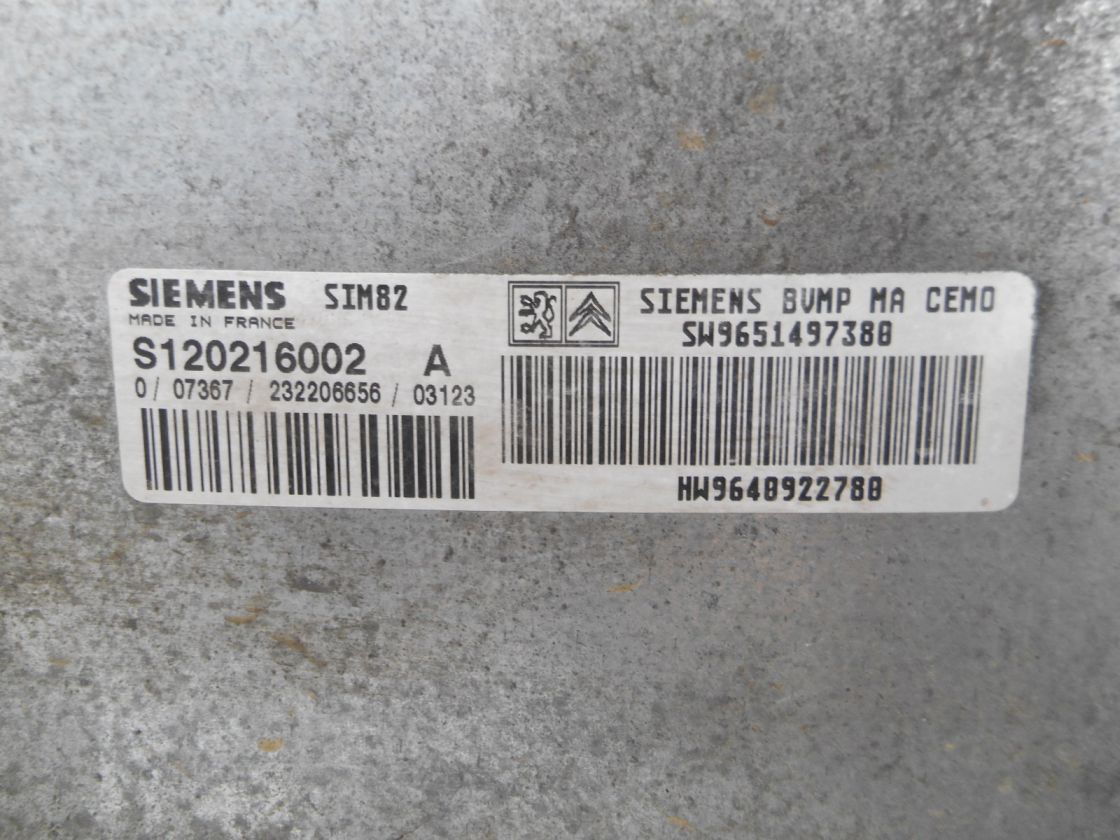 SIEMENS SIM82
MADE IN FRANCE
S120216002 A
0/ 07367 / 232206656 / 03123
SIEMENS BVMP MA CEMO
SW9651497380
HW9640922780